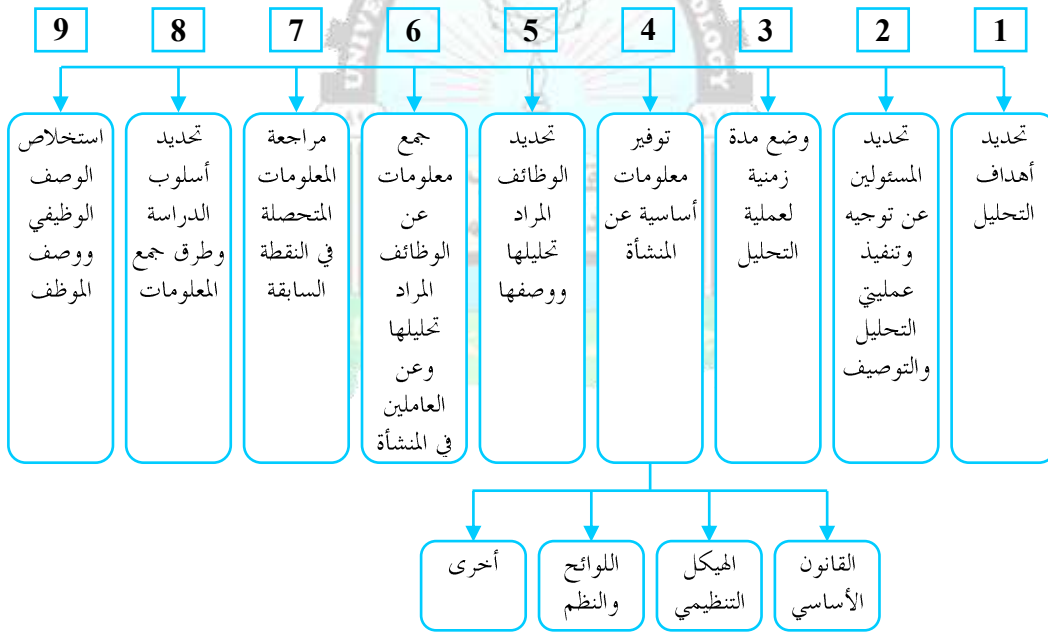 1
2
3
4
5
6
7
8
9
تحديد
أهداف
التحليل
تحديد
المسئولين
عن توجيه
وتنفيذ
عمليتي
التحليل
والتوصيف
وضع مدة
زمنية
لعملية
التحليل
توفير
معلومات
أساسية عن
المنشأة
تحديد
الوظائف
المراد
تحليلها
ووصفها
جمع
معلومات
عن
الوظائف
المراد
تحليلها
وعن
العاملين
في المنشأة
مراجعة
المعلومات
المتحصلة
في النقطة
السابقة
تحديد
أسلوب
الدراسة
وطرق جمع
المعلومات
استخلاص
الوصف
الوظيفي
ووصف
الموظف
القانون
الأساسي
الهيكل
التنظيمي
اللوائح
والنظم
أخرى